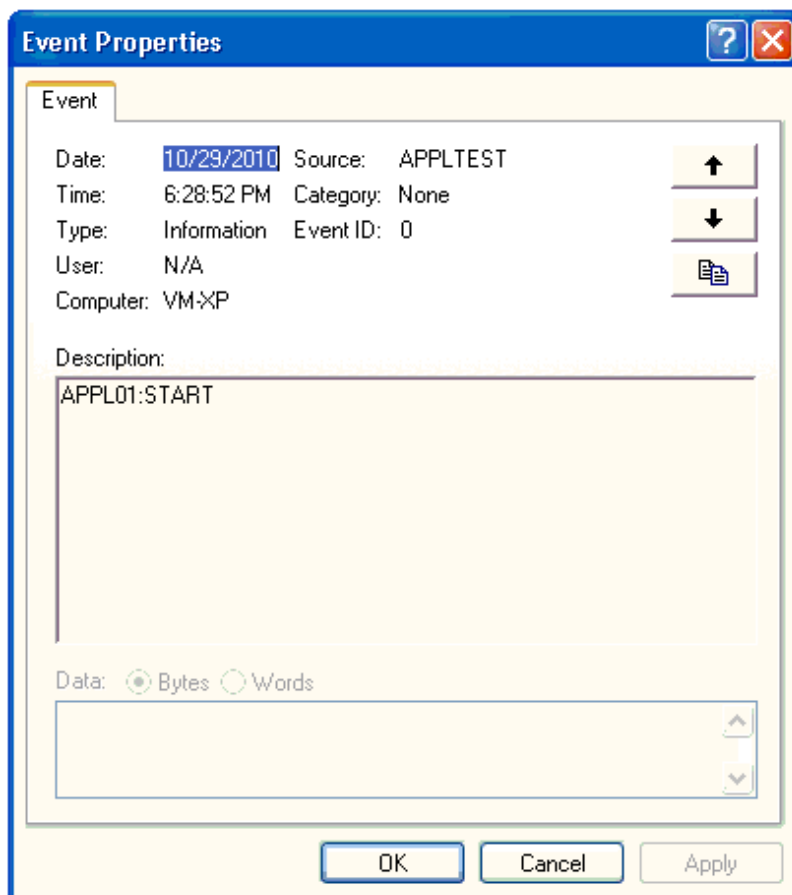 Event Properties
Event
Date: 10/29/2010 Source: APPLTEST
Time: 6:28:52 PM Category: None
Type: Information Event ID: 0
User: N/A
Computer: VM-XP
Description:
APPL01:START
Data: Bytes Words
OK Cancel Apply